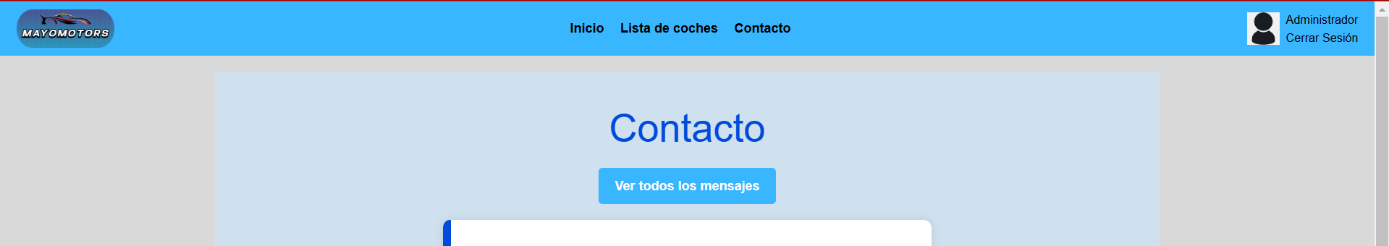 MAYOMOTORS
Inicio Lista de coches Contacto
Administrador
Cerrar Sesión
Contacto
Ver todos los mensajes